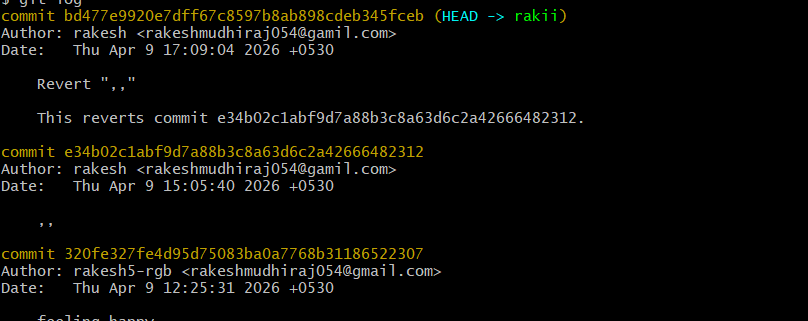 $ git log
commit bd477e9920e7dff67c8597b8ab898cdeb345fceb (HEAD -> rakii)
Author: rakesh <rakeshmudhiraj054@gamil.com>
Date:   Thu Apr 9 17:09:04 2026 +0530
Revert ",,"
This reverts commit e34b02c1abf9d7a88b3c8a63d6c2a42666482312.
commit e34b02c1abf9d7a88b3c8a63d6c2a42666482312
Author: rakesh <rakeshmudhiraj054@gamil.com>
Date:   Thu Apr 9 15:05:40 2026 +0530
,,
commit 320fe327fe4d95d75083ba0a7768b31186522307
Author: rakesh5-rgb <rakeshmudhiraj054@gmail.com>
Date:   Thu Apr 9 12:25:31 2026 +0530
feeling happy